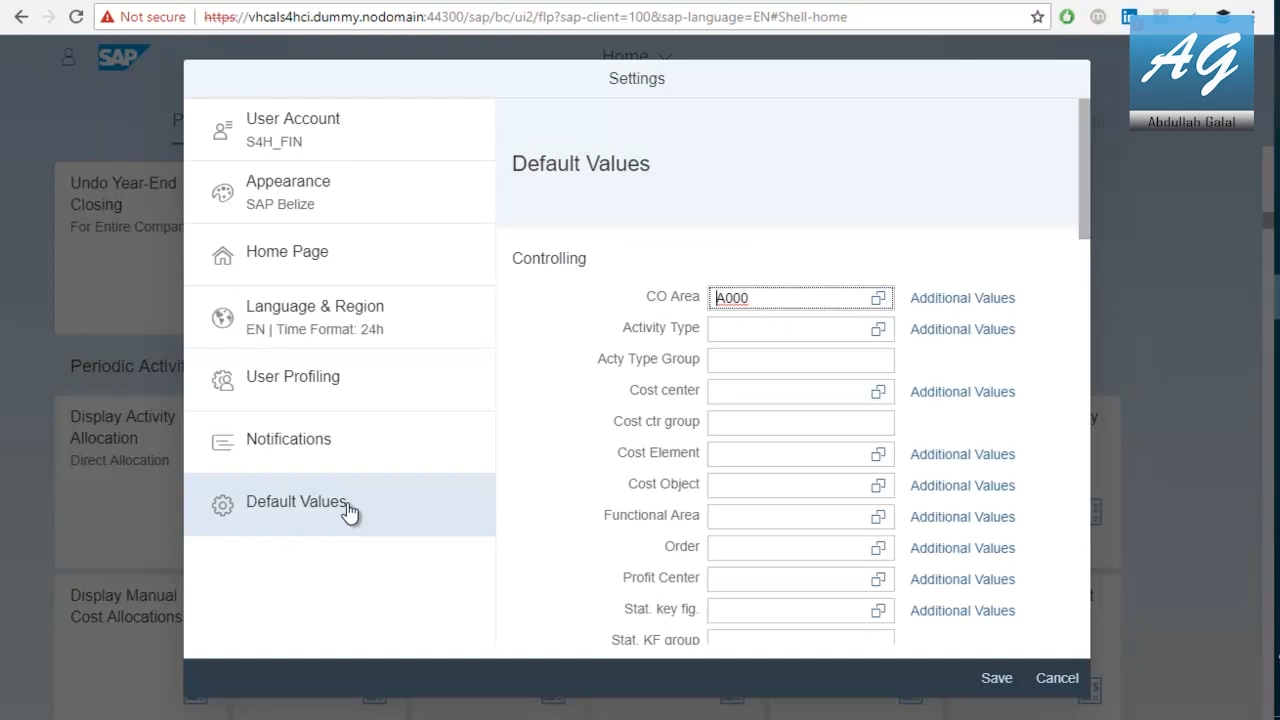 Not secure https://vhcals4hci.dummy.nodomain:44300/sap/bc/ui2/flp?sap-client=100&sap-language=EN#Shell-home
AG
Abdullah Galal
SAP
Home
Settings
User Account
S4H_FIN
Appearance
SAP Belize
Home Page
Language & Region
EN | Time Format: 24h
User Profiling
Notifications
Default Values
Default Values
Controlling
CO Area A000 Additional Values
Activity Type Additional Values
Acty Type Group
Cost center Additional Values
Cost ctr group
Cost Element Additional Values
Cost Object Additional Values
Functional Area Additional Values
Order Additional Values
Profit Center Additional Values
Stat. key fig. Additional Values
Stat. KF group
Save Cancel
Undo Year-End
Closing
For Entire Compan
Periodic Activit
Display Activity
Allocation
Direct Allocation
Display Manual
Cost Allocations